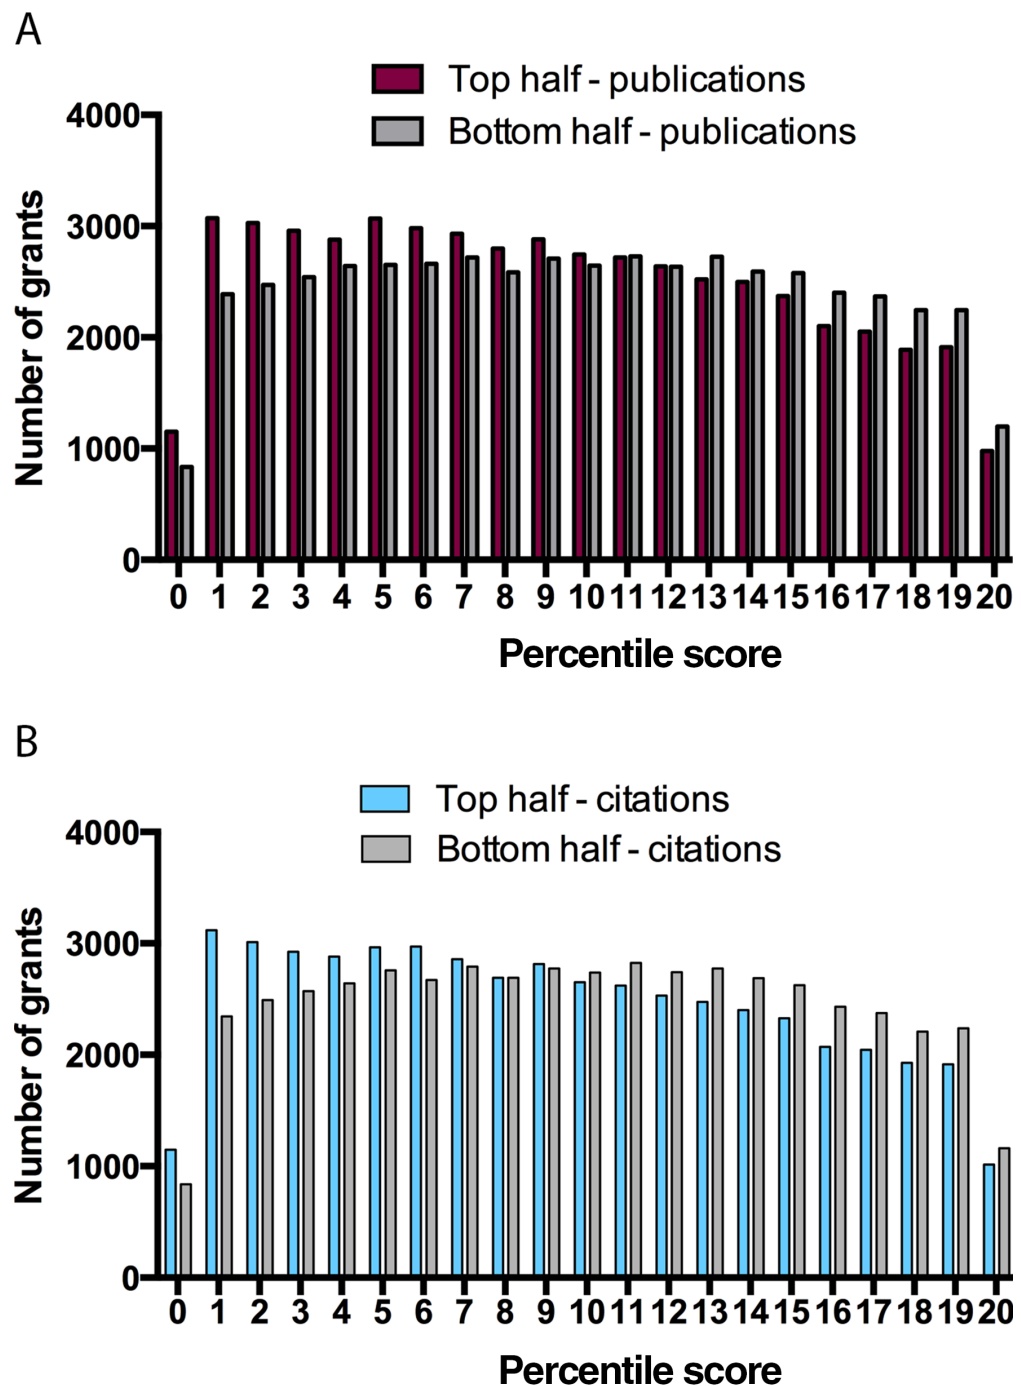 A
Top half - publications
Bottom half - publications
4000
3000
2000
1000
0
Number of grants
0 1 2 3 4 5 6 7 8 9 10 11 12 13 14 15 16 17 18 19 20
Percentile score
B
Top half - citations
Bottom half - citations
4000
3000
2000
1000
0
Number of grants
0 1 2 3 4 5 6 7 8 9 10 11 12 13 14 15 16 17 18 19 20
Percentile score